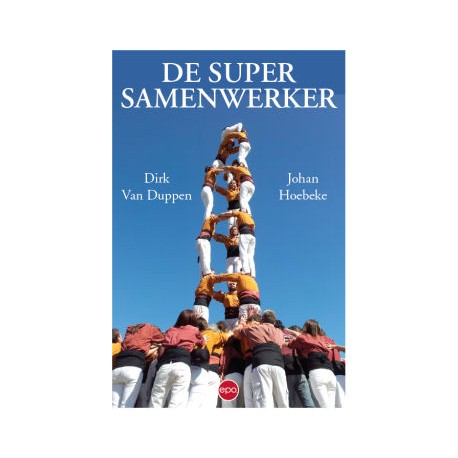 DE SUPER
SAMENWERKER
Dirk
Van Duppen
Johan
Hoebeke
epo